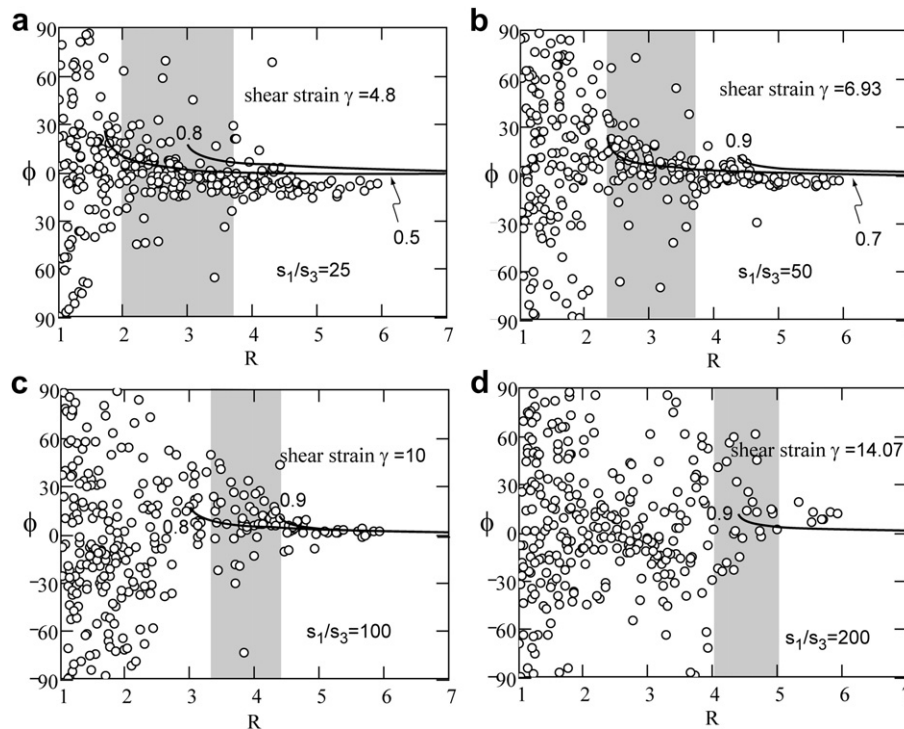 a
90
60
30
ϕ 0
30
60
90
shear strain γ =4.8
0.8
0.5
s1/s3=25
1 2 3 4 5 6 7
R
b
90
60
30
ϕ 0
30
−60
90
shear strain γ =6.93
0.9
0.7
s1/s3=50
1 2 3 4 5 6 7
R
c
90
60
30
ϕ 0
−30
−60
−90
shear strain γ =10
0.9
0.8
s1/s3=100
1 2 3 4 5 6 7
R
d
90
60
30
ϕ 0
−30
−60
−90
shear strain γ =14.07
0.9
s1/s3=200
1 2 3 4 5 6 7
R